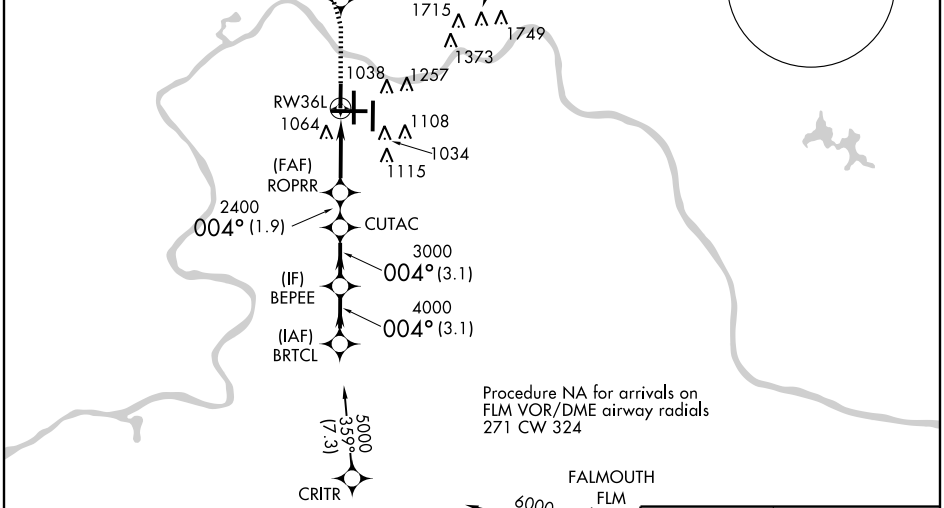 1715
1749
1373
1038
1257
RW36L
1064
1108
1034
1115
(FAF)
ROPRR
2400
004° (1.9)
CUTAC
3000
004° (3.1)
(IF)
BEPEE
4000
004° (3.1)
(IAF)
BRTCL
Procedure NA for arrivals on
FLM VOR/DME airway radials
271 CW 324
5000
359°
(7.3)
CRITR
FALMOUTH
FLM
6000